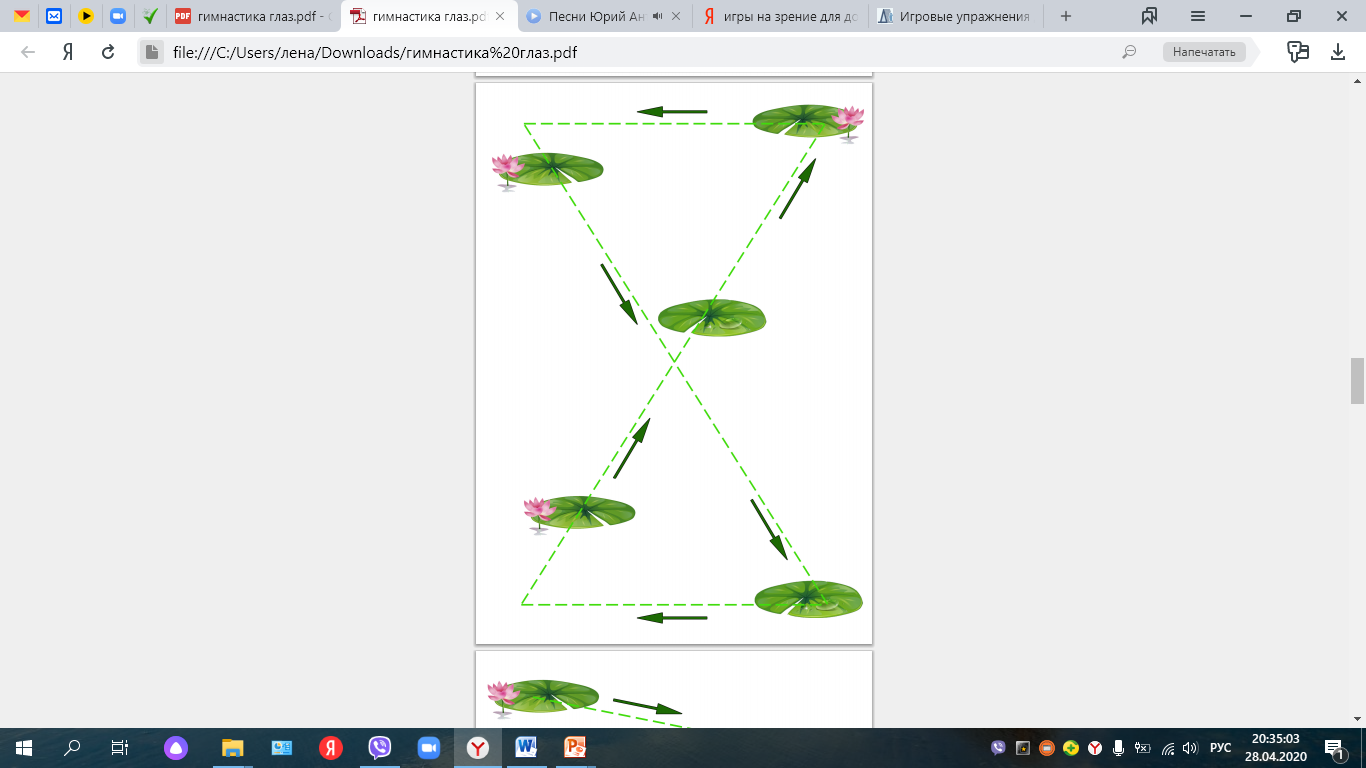 гимнастика глаз.pdf - С
гимнастика глаз.pd
Песни Юрий Ан
игры на зрение для до
Игровые упражнения
file:///C:/Users/лена/Downloads/гимнастика%20глаз.pdf
Напечатать
РУС
20:35:03
28.04.2020
1